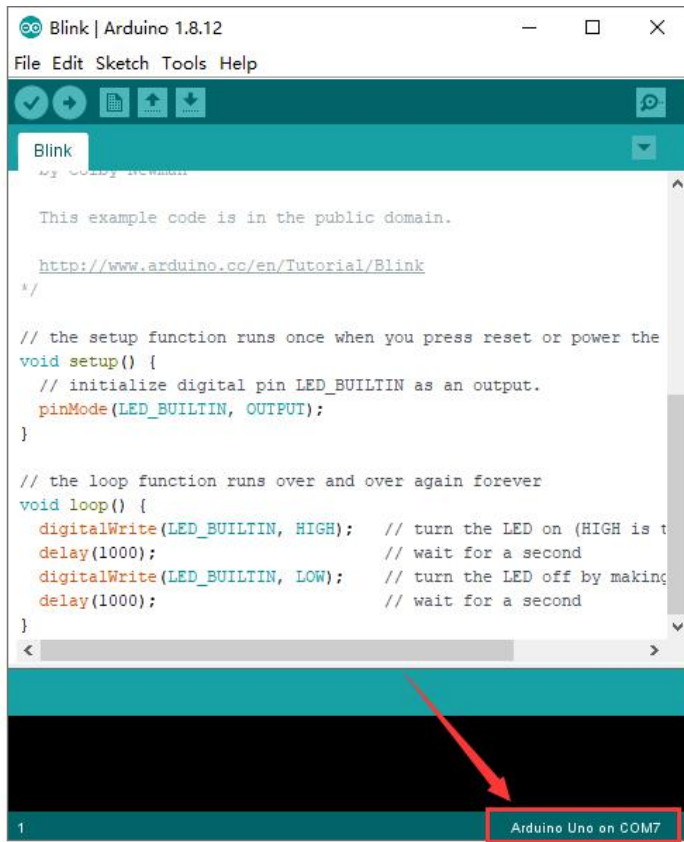 Blink | Arduino 1.8.12
File Edit Sketch Tools Help
Blink
by Colby Newman
This example code is in the public domain.
http://www.arduino.cc/en/Tutorial/Blink
*/
// the setup function runs once when you press reset or power the
void setup() {
// initialize digital pin LED_BUILTIN as an output.
pinMode(LED_BUILTIN, OUTPUT);
}
// the loop function runs over and over again forever
void loop() {
digitalWrite(LED_BUILTIN, HIGH); // turn the LED on (HIGH is t
delay(1000); // wait for a second
digitalWrite(LED_BUILTIN, LOW); // turn the LED off by making
delay(1000); // wait for a second
}
1
Arduino Uno on COM7